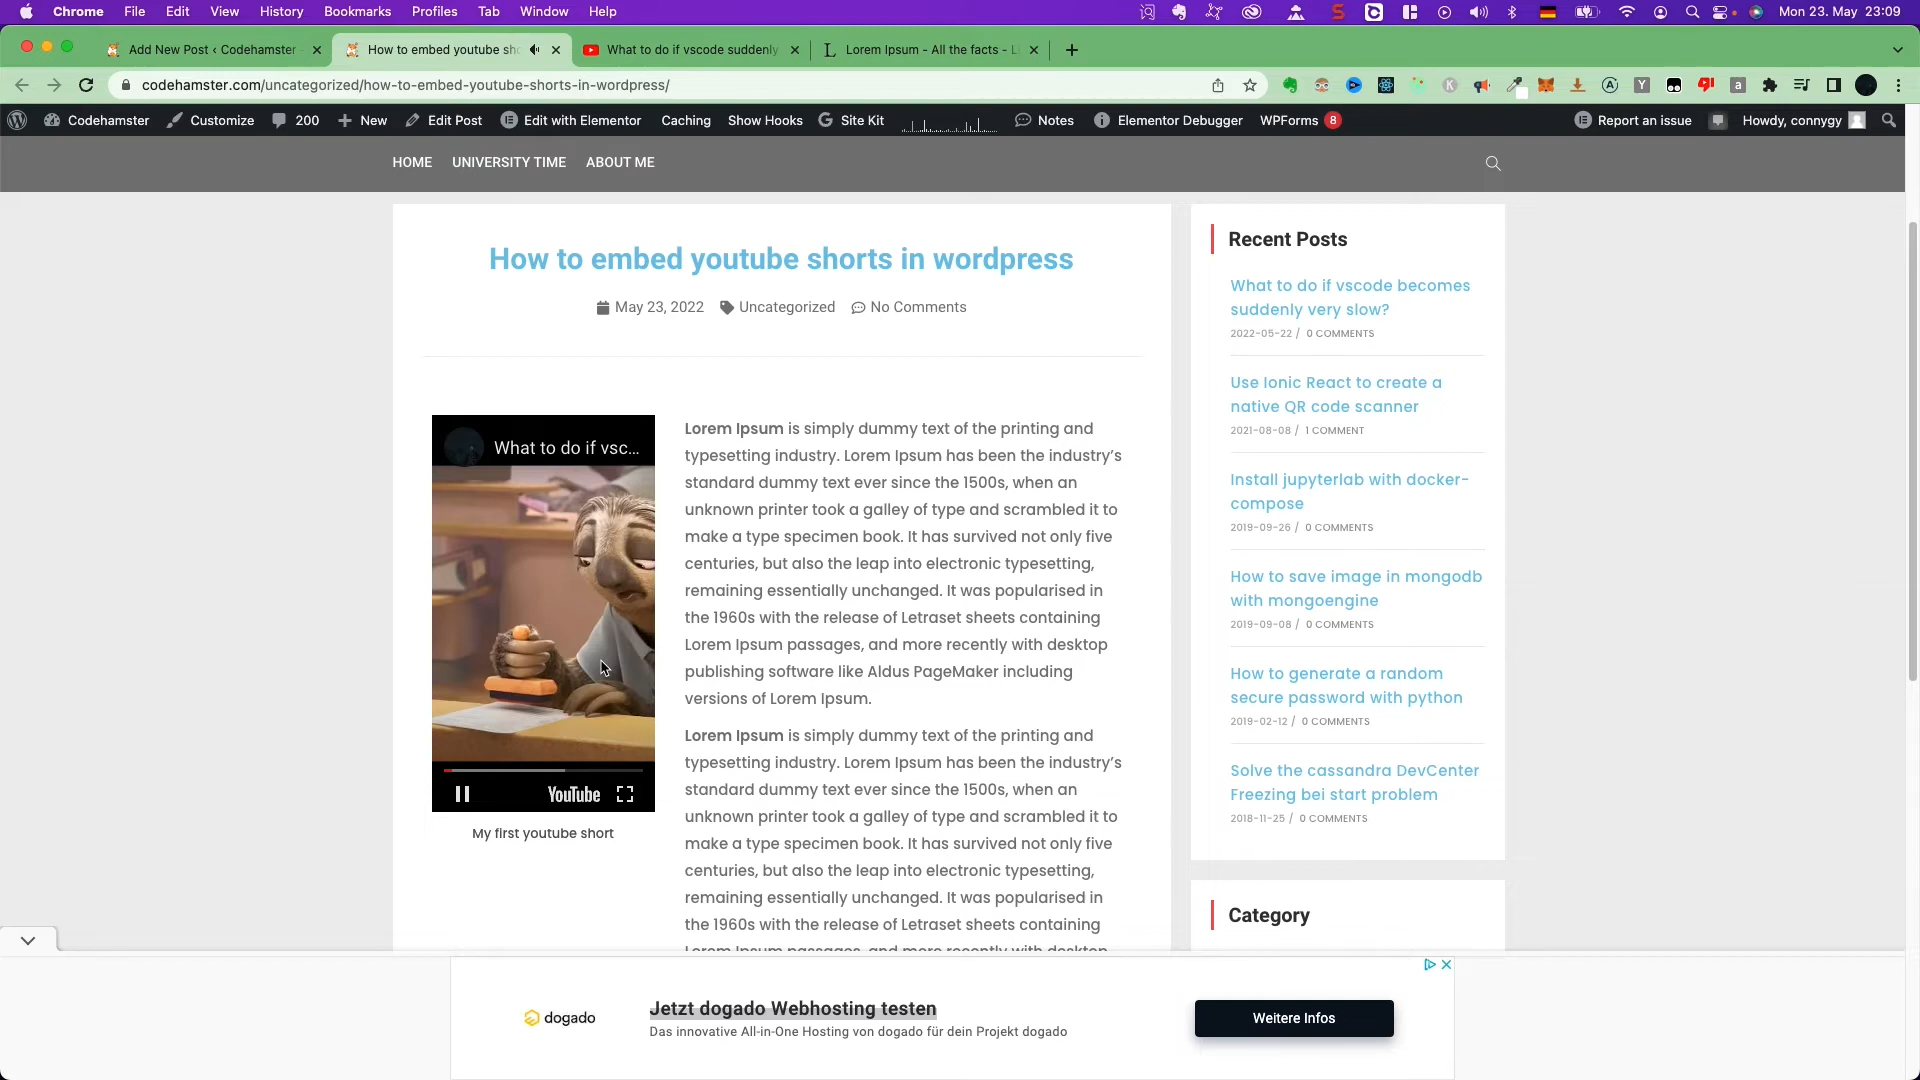 Chrome File Edit View History Bookmarks Profiles Tab Window Help Mon 23. May 23:09
Add New Post ‹ Codehamster How to embed youtube sho What to do if vscode suddenly Lorem Ipsum - All the facts - Li
codehamster.com/uncategorized/how-to-embed-youtube-shorts-in-wordpress/
Codehamster Customize 200 New Edit Post Edit with Elementor Caching Show Hooks Site Kit Notes Elementor Debugger WPForms 8 Report an issue Howdy, connygy
HOME UNIVERSITY TIME ABOUT ME
How to embed youtube shorts in wordpress
May 23, 2022 Uncategorized No Comments
What to do if vsc...
YouTube
My first youtube short
Lorem Ipsum is simply dummy text of the printing and
typesetting industry. Lorem Ipsum has been the industry's
standard dummy text ever since the 1500s, when an
unknown printer took a galley of type and scrambled it to
make a type specimen book. It has survived not only five
centuries, but also the leap into electronic typesetting,
remaining essentially unchanged. It was popularised in
the 1960s with the release of Letraset sheets containing
Lorem Ipsum passages, and more recently with desktop
publishing software like Aldus PageMaker including
versions of Lorem Ipsum.
Lorem Ipsum is simply dummy text of the printing and
typesetting industry. Lorem Ipsum has been the industry's
standard dummy text ever since the 1500s, when an
unknown printer took a galley of type and scrambled it to
make a type specimen book. It has survived not only five
centuries, but also the leap into electronic typesetting,
remaining essentially unchanged. It was popularised in
the 1960s with the release of Letraset sheets containing
Lorem Ipsum passages, and more recently with desktop
Recent Posts
What to do if vscode becomes
suddenly very slow?
2022-05-22 / 0 COMMENTS
Use Ionic React to create a
native QR code scanner
2021-08-08 / 1 COMMENT
Install jupyterlab with docker-
compose
2019-09-26 / 0 COMMENTS
How to save image in mongodb
with mongoengine
2019-09-08 / 0 COMMENTS
How to generate a random
secure password with python
2019-02-12 / 0 COMMENTS
Solve the cassandra DevCenter
Freezing bei start problem
2018-11-25 / 0 COMMENTS
Category
dogado
Jetzt dogado Webhosting testen
Das innovative All-in-One Hosting von dogado für dein Projekt dogado
Weitere Infos